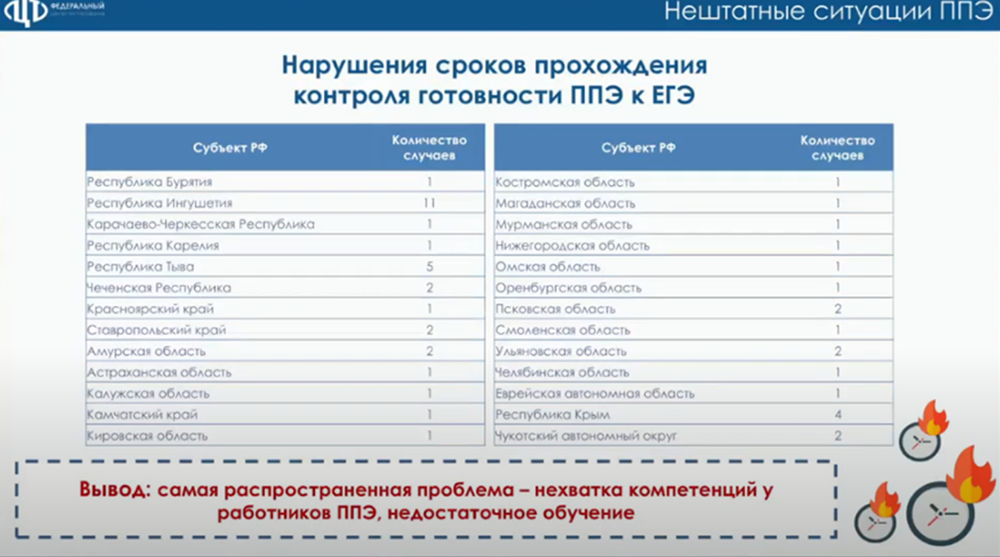 ФЕДЕРАЛЬНЫЙ
Нештатные ситуации ППЭ
Нарушения сроков прохождения
контроля готовности ППЭ к ЕГЭ
Субъект РФ Количество случаев
Республика Бурятия 1
Республика Ингушетия 11
Карачаево-Черкесская Республика 1
Республика Карелия 1
Республика Тыва 5
Чеченская Республика 2
Красноярский край 1
Ставропольский край 2
Амурская область 2
Астраханская область 1
Калужская область 1
Камчатский край 1
Кировская область 1
Субъект РФ Количество случаев
Костромская область 1
Магаданская область 1
Мурманская область 1
Нижегородская область 1
Омская область 1
Оренбургская область 1
Псковская область 2
Смоленская область 1
Ульяновская область 2
Челябинская область 1
Еврейская автономная область 1
Республика Крым 4
Чукотский автономный округ 2
Вывод: самая распространенная проблема – нехватка компетенций у
работников ППЭ, недостаточное обучение